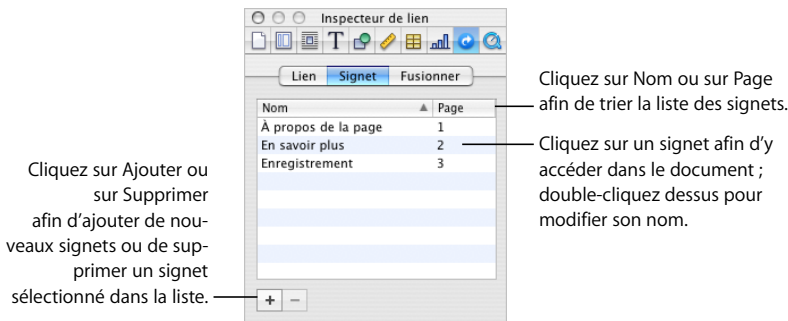 Inspecteur de lien
T
Lien Signet Fusionner
Nom Page
À propos de la page 1
En savoir plus 2
Enregistrement 3
+ −
Cliquez sur Nom ou sur Page
afin de trier la liste des signets.
Cliquez sur un signet afin d’y
accéder dans le document ;
double-cliquez dessus pour
modifier son nom.
Cliquez sur Ajouter ou
sur Supprimer
afin d’ajouter de nou-
veaux signets ou de sup-
primer un signet
sélectionné dans la liste.